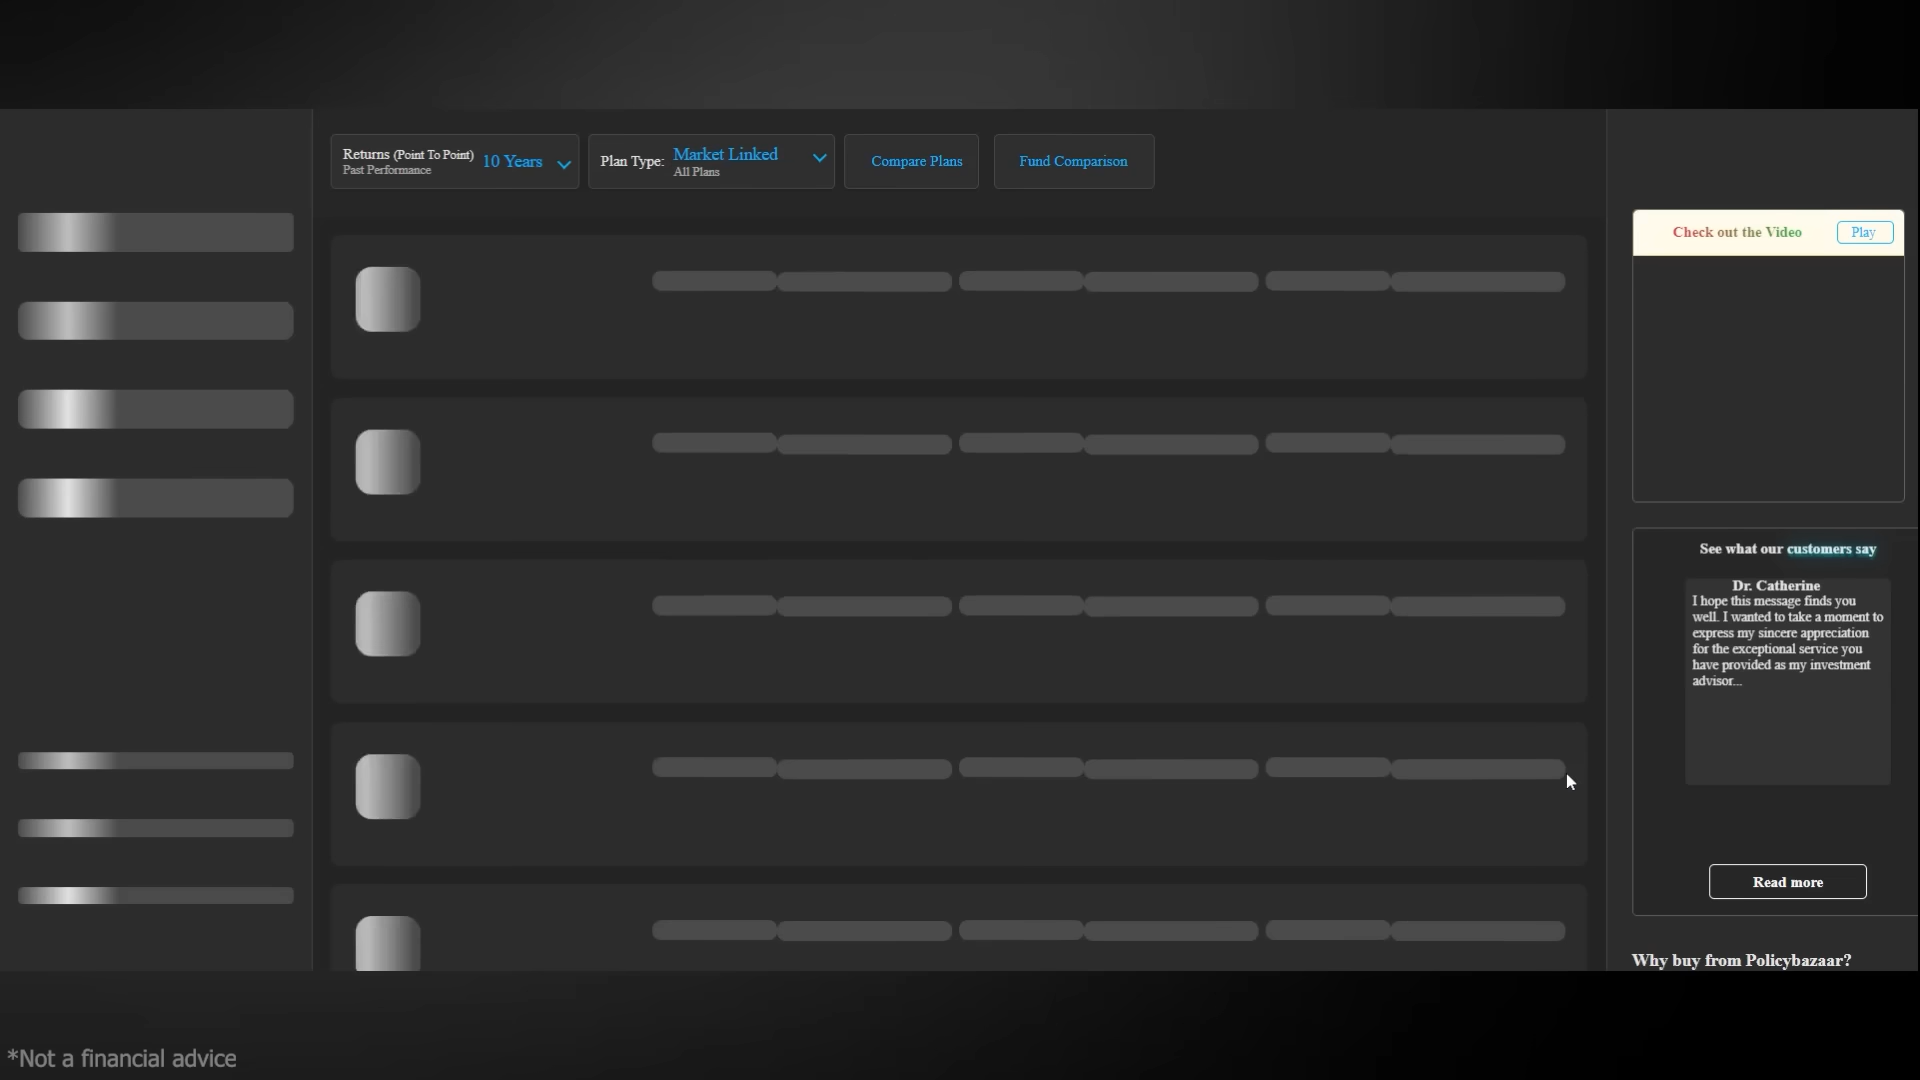 Returns (Point To Point)
Past Performance
10 Years
Plan Type:
Market Linked
All Plans
Compare Plans
Fund Comparison
Check out the Video
Play
See what our customers say
Dr. Catherine
I hope this message finds you
well. I wanted to take a moment to
express my sincere appreciation
for the exceptional service you
have provided as my investment
advisor...
Read more
Why buy from Policybazaar?
*Not a financial advice